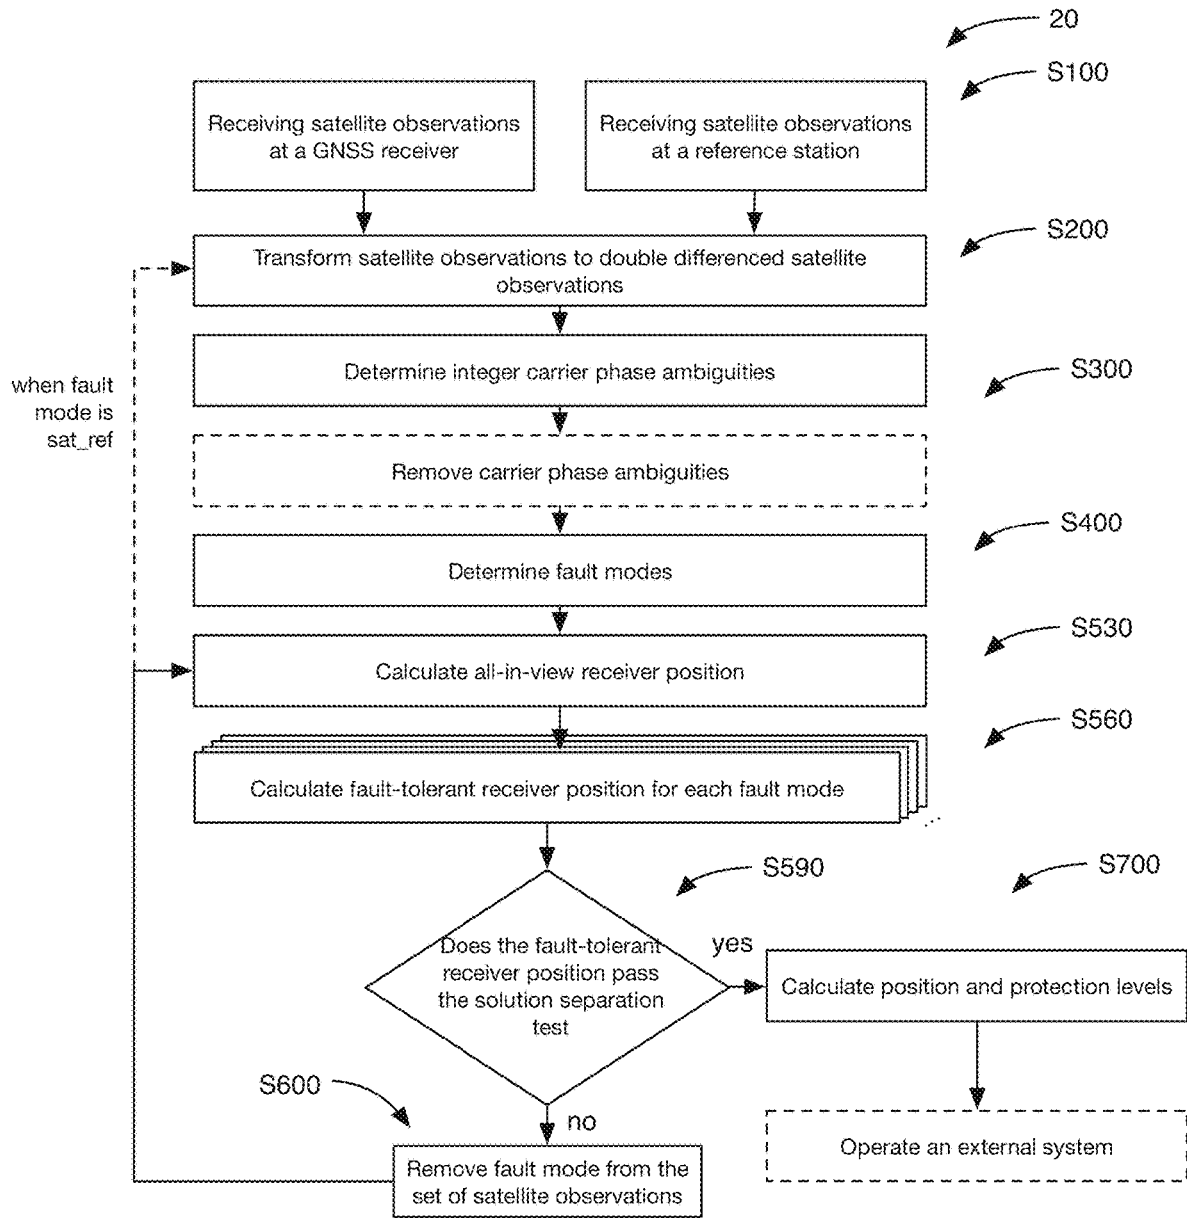 20
S100
Receiving satellite observations
at a GNSS receiver
Receiving satellite observations
at a reference station
S200
Transform satellite observations to double differenced satellite
observations
S300
Determine integer carrier phase ambiguities
when fault
mode is
sat_ref
Remove carrier phase ambiguities
S400
Determine fault modes
S530
Calculate all-in-view receiver position
S560
Calculate fault-tolerant receiver position for each fault mode
...
S590
S700
Does the fault-tolerant
receiver position pass
the solution separation
test
yes
Calculate position and protection levels
S600
no
Operate an external system
Remove fault mode from the
set of satellite observations